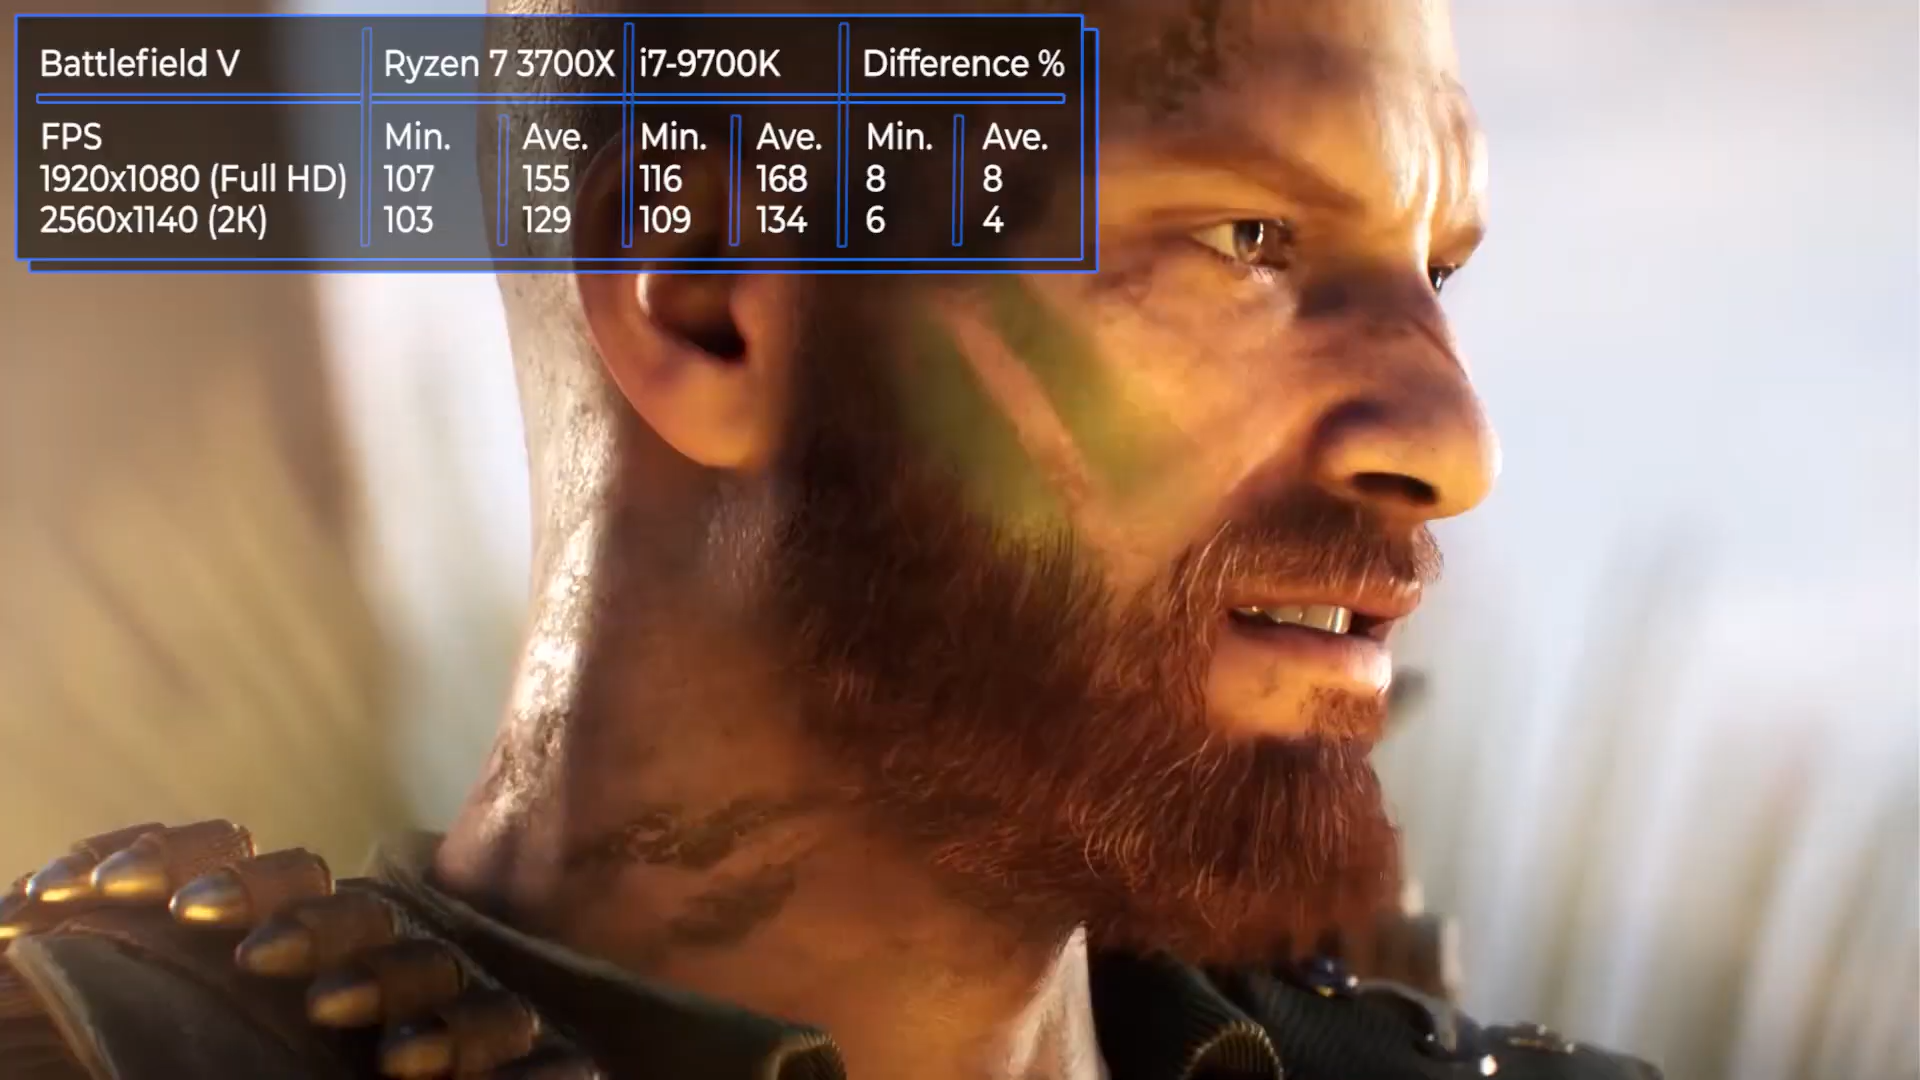 Battlefield V Ryzen 7 3700X i7-9700K Difference %
FPS Min. Ave. Min. Ave. Min. Ave.
1920x1080 (Full HD) 107 155 116 168 8 8
2560x1140 (2K) 103 129 109 134 6 4